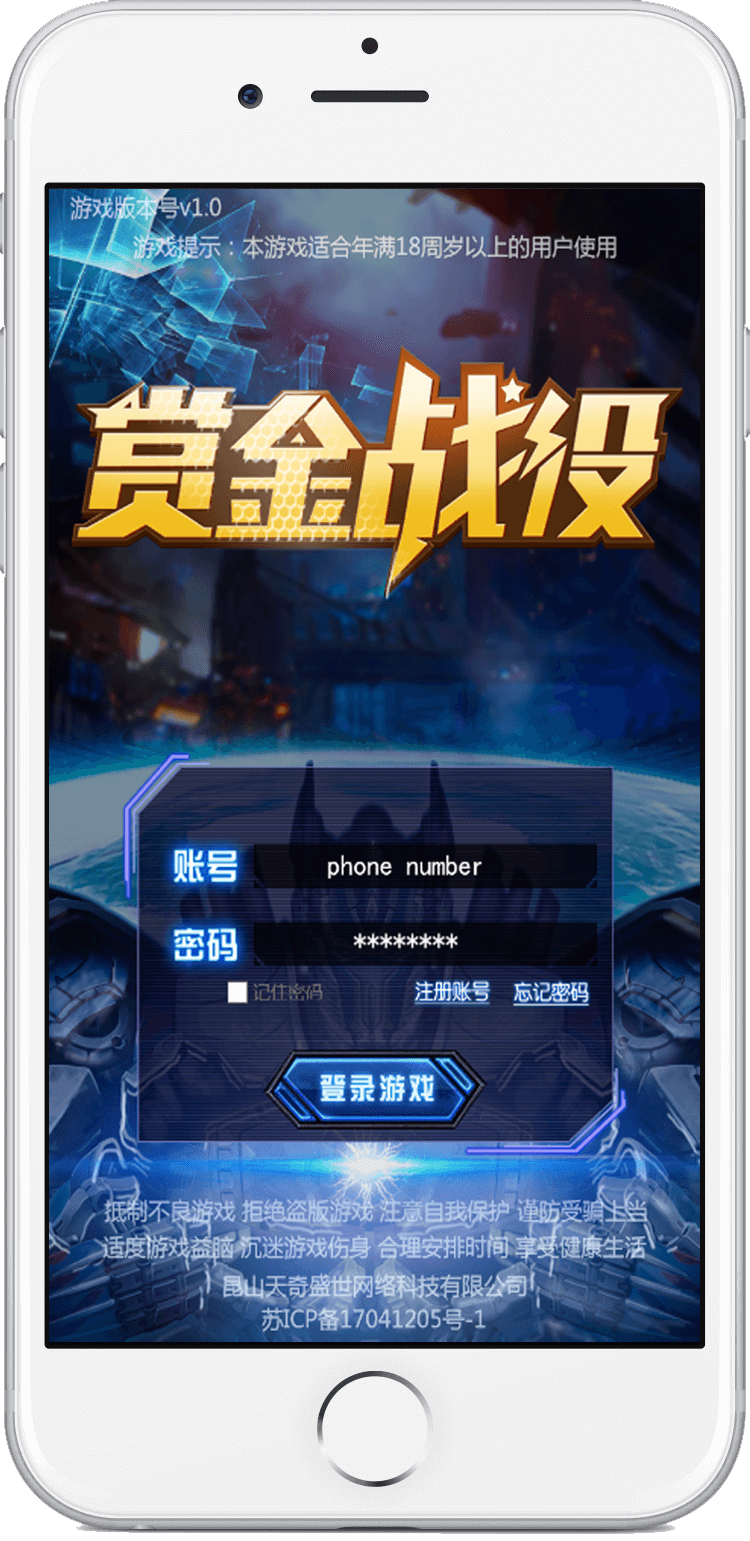 游戏版本号v1.0
游戏提示：本游戏适合年满18周岁以上的用户使用
赏金战役
账号 phone number
密码 ********
记住密码 注册账号 忘记密码
登录游戏
抵制不良游戏 拒绝盗版游戏 注意自我保护 谨防受骗上当
适度游戏益脑 沉迷游戏伤身 合理安排时间 享受健康生活
昆山天奇盛世网络科技有限公司
苏ICP备17041205号-1